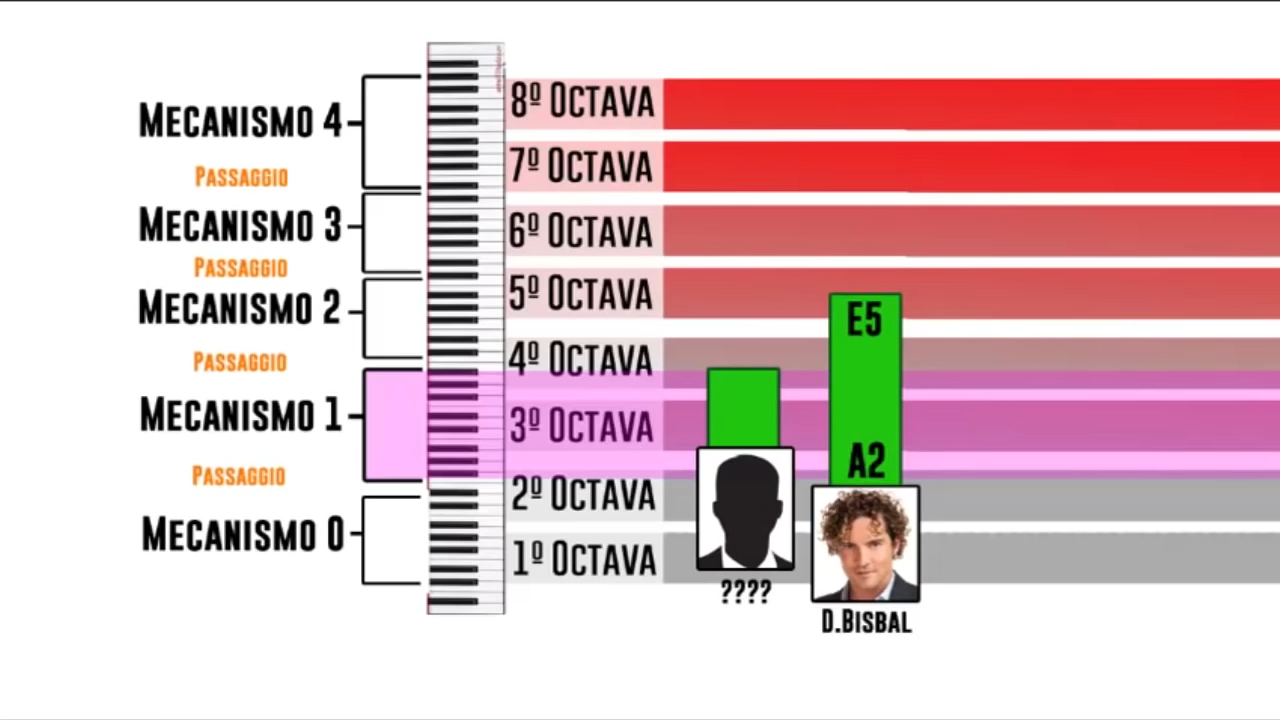 MECANISMO 4
PASSAGGIO
MECANISMO 3
PASSAGGIO
MECANISMO 2
PASSAGGIO
MECANISMO 1
PASSAGGIO
MECANISMO 0
8º OCTAVA
7º OCTAVA
6º OCTAVA
5º OCTAVA
4º OCTAVA
3º OCTAVA
2º OCTAVA
1º OCTAVA
????
E5
A2
D.BISBAL